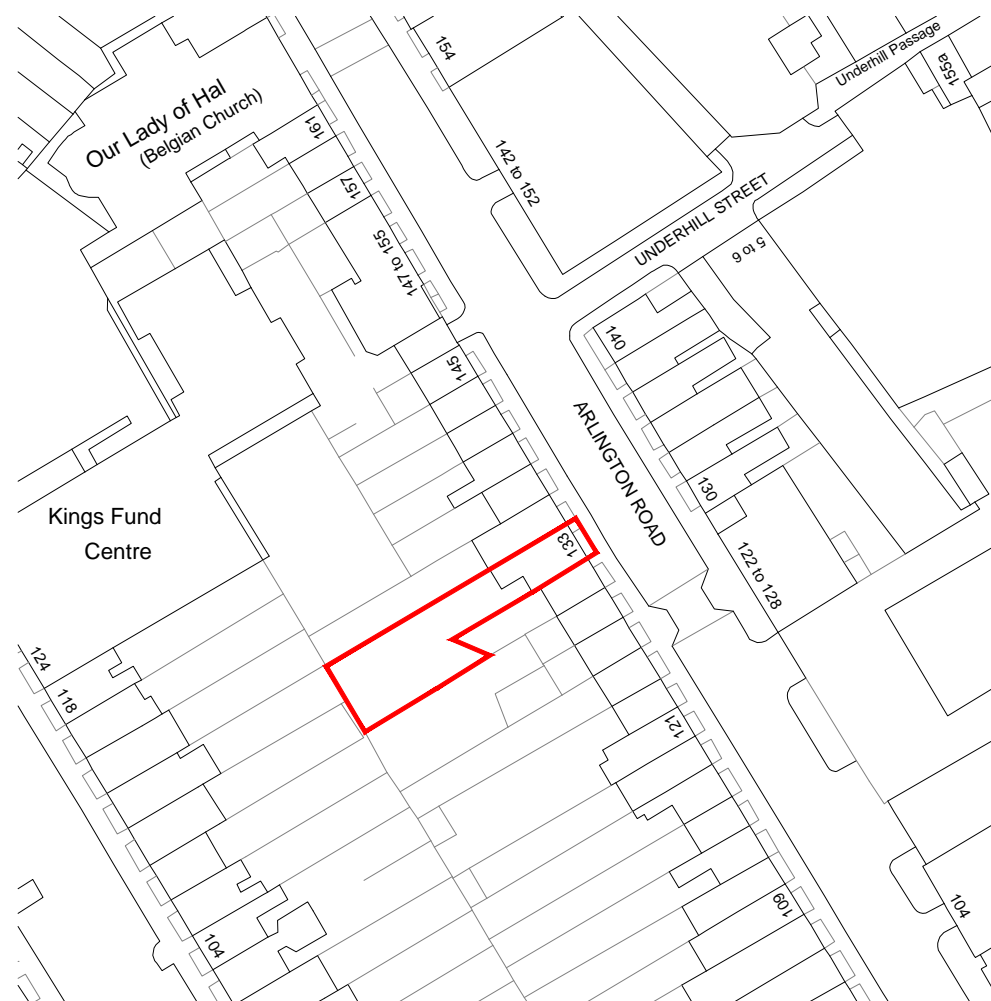 154
Underhill Passage
155a
Our Lady of Hal
(Belgian Church)
161
142 to 152
157
UNDERHILL STREET
147 to 155
5 to 6
140
145
ARLINGTON ROAD
130
Kings Fund
Centre
133
122 to 128
124
118
121
109
104
104